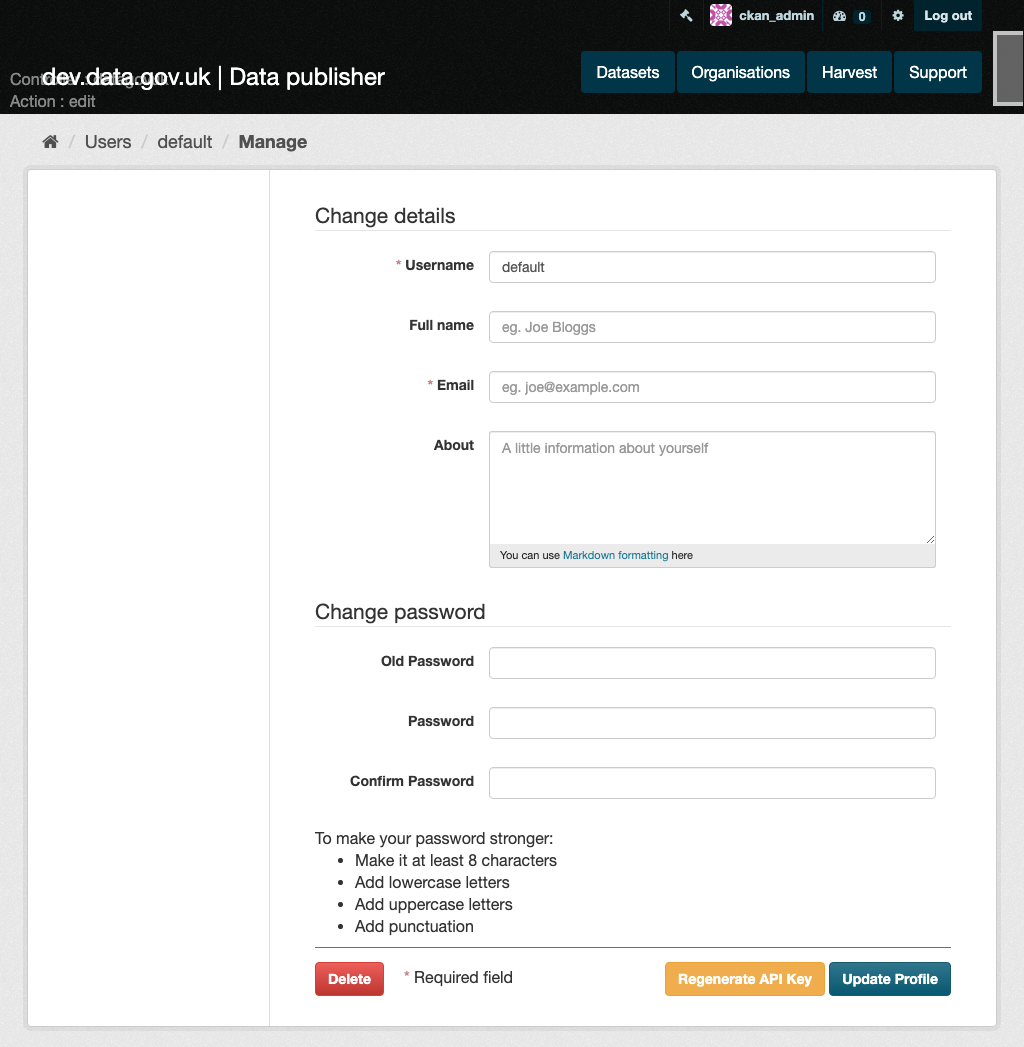 ckan_admin 0 Log out
dev.data.gov.uk | Data publisher
Action : edit
Datasets Organisations Harvest Support
/ Users / default / Manage
Change details
* Username default
Full name eg. Joe Bloggs
* Email eg. joe@example.com
About A little information about yourself
You can use Markdown formatting here
Change password
Old Password
Password
Confirm Password
To make your password stronger:
• Make it at least 8 characters
• Add lowercase letters
• Add uppercase letters
• Add punctuation
Delete * Required field Regenerate API Key Update Profile